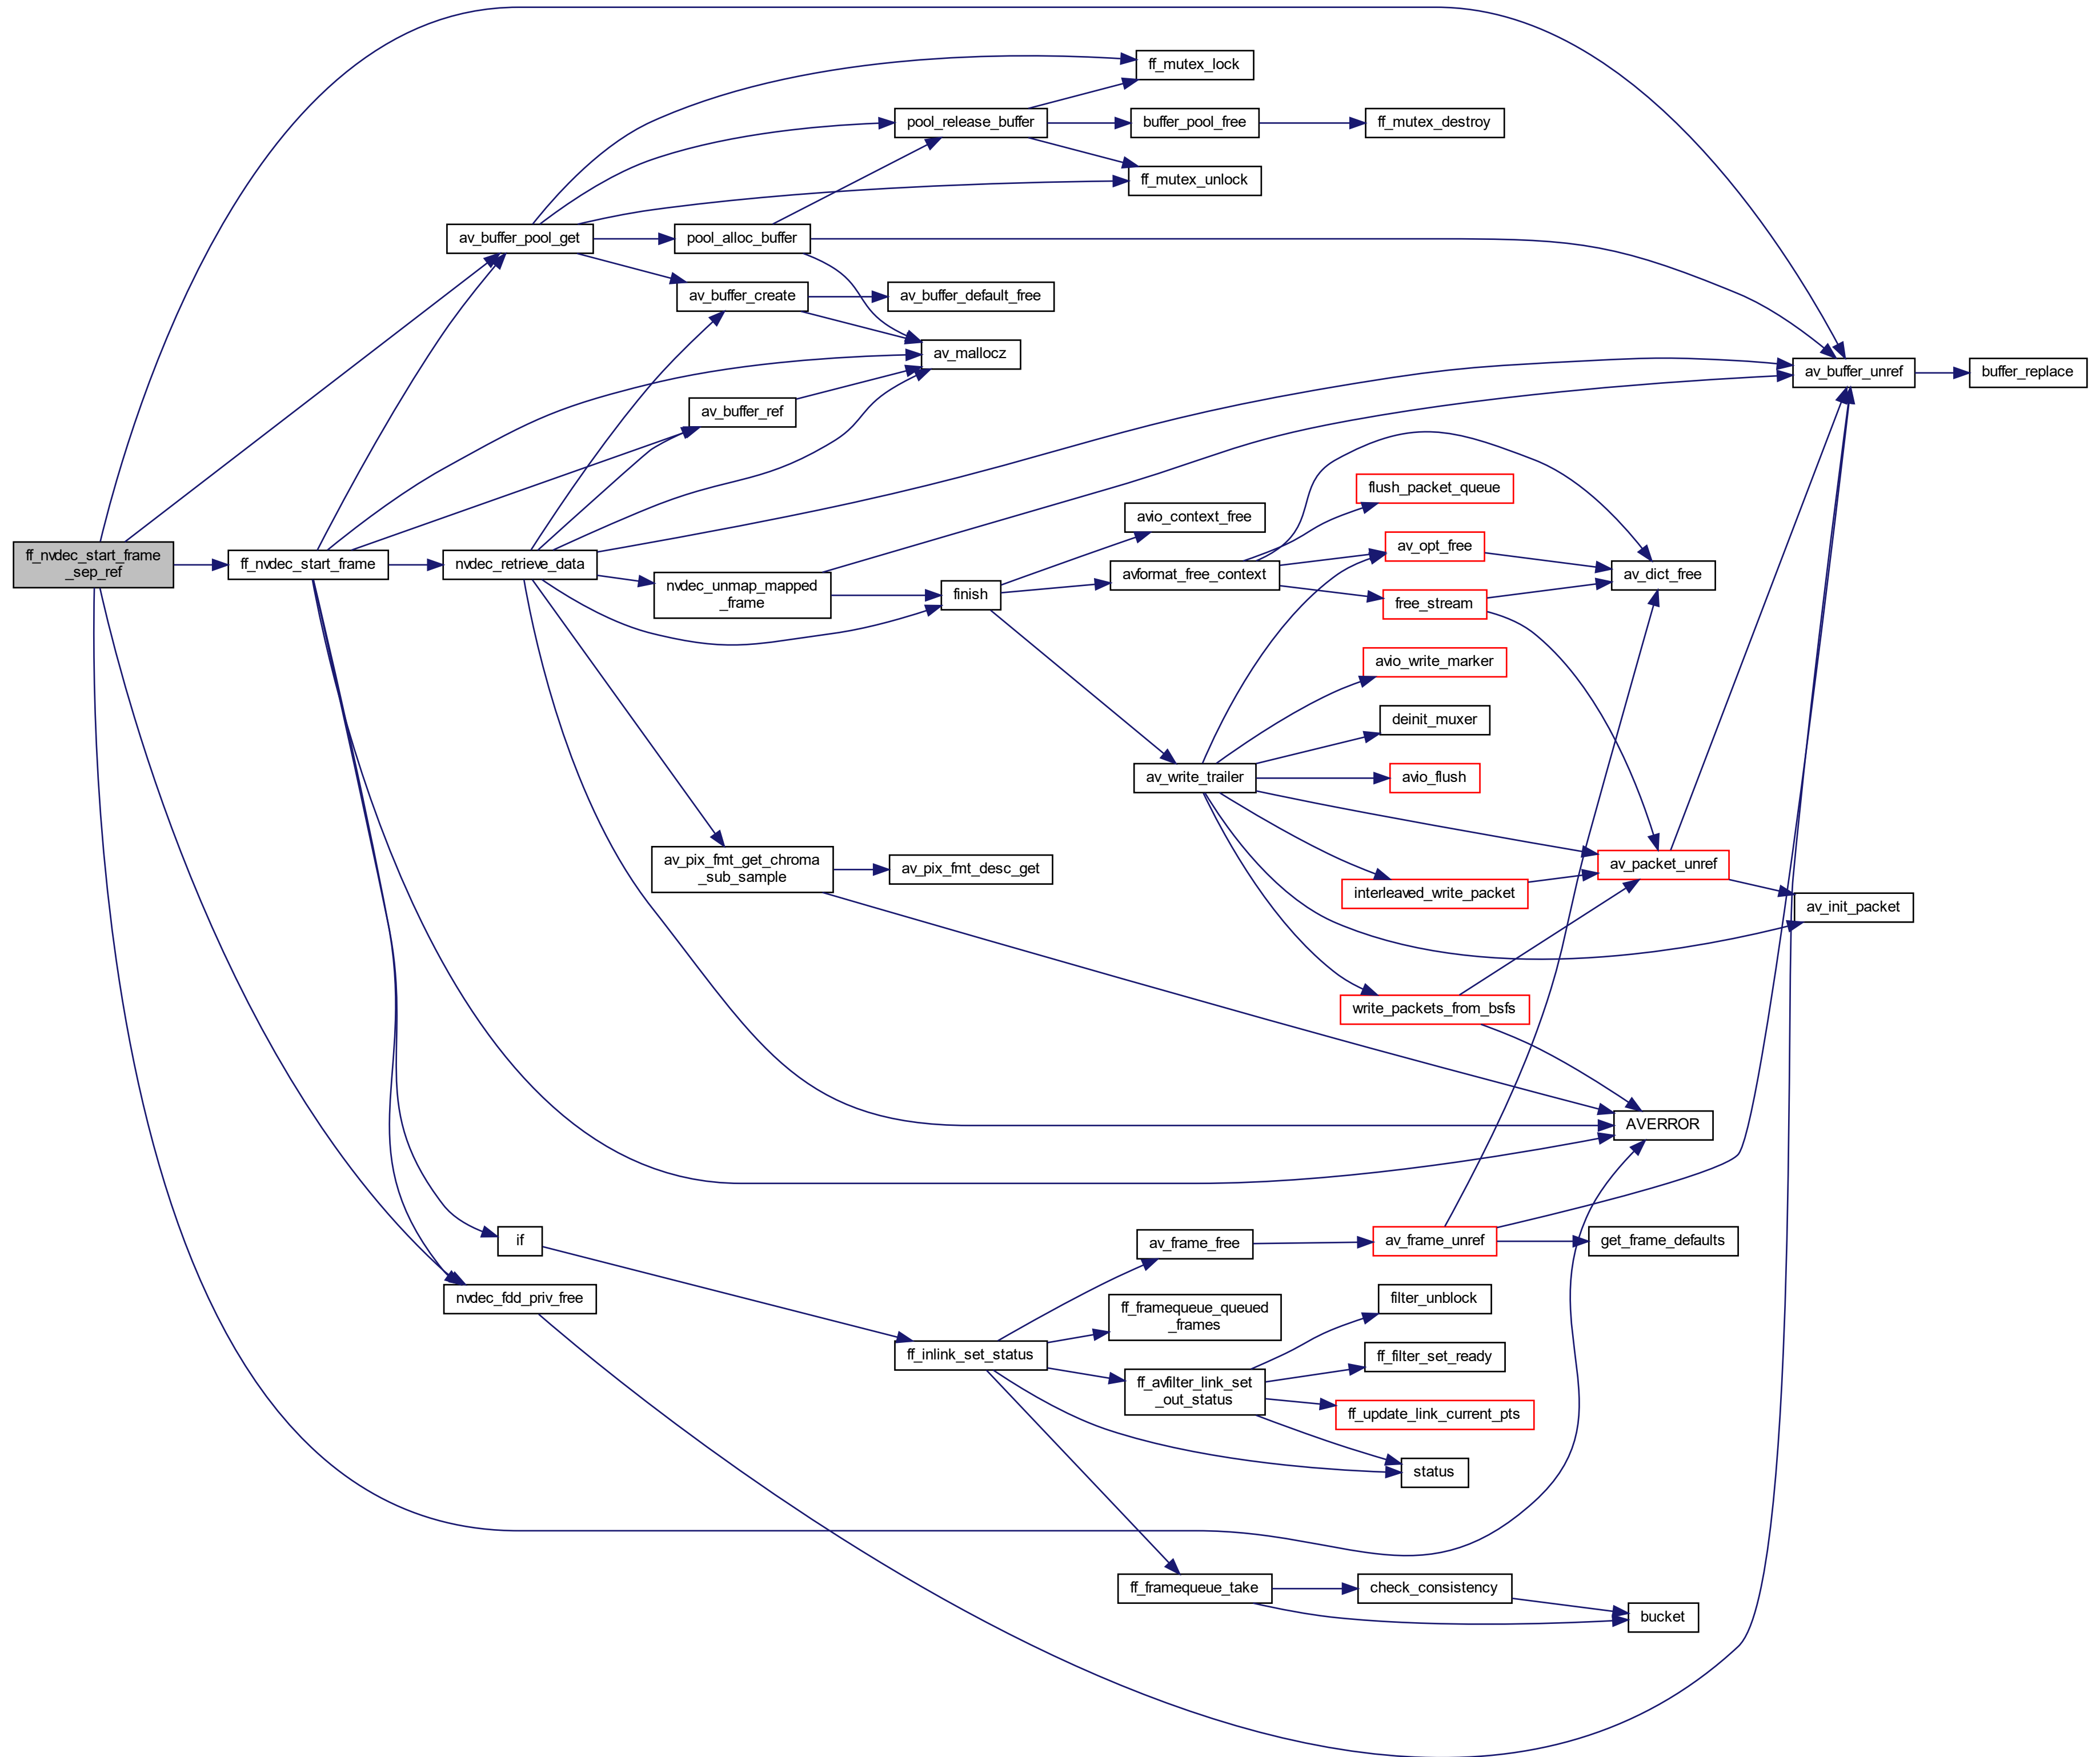 ff_mutex_lock
pool_release_buffer
buffer_pool_free
ff_mutex_destroy
ff_mutex_unlock
av_buffer_pool_get
pool_alloc_buffer
av_buffer_create
av_buffer_default_free
av_mallocz
av_buffer_unref
buffer_replace
av_buffer_ref
flush_packet_queue
avio_context_free
av_opt_free
ff_nvdec_start_frame
_sep_ref
ff_nvdec_start_frame
nvdec_retrieve_data
nvdec_unmap_mapped
_frame
finish
avformat_free_context
free_stream
av_dict_free
avio_write_marker
deinit_muxer
av_write_trailer
avio_flush
av_pix_fmt_get_chroma
_sub_sample
av_pix_fmt_desc_get
av_packet_unref
interleaved_write_packet
av_init_packet
write_packets_from_bsfs
AVERROR
if
av_frame_free
av_frame_unref
get_frame_defaults
nvdec_fdd_priv_free
ff_framequeue_queued
_frames
filter_unblock
ff_inlink_set_status
ff_filter_set_ready
ff_avfilter_link_set
_out_status
ff_update_link_current_pts
status
ff_framequeue_take
check_consistency
bucket